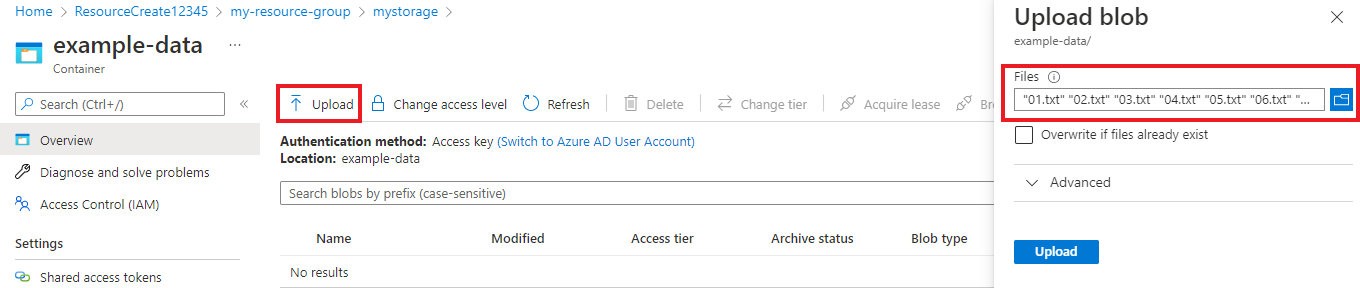 Home > ResourceCreate12345 > my-resource-group > mystorage >
example-data ...
Container
Search (Ctrl+/) «
Overview
Diagnose and solve problems
Access Control (IAM)
Settings
Shared access tokens
Upload Change access level Refresh Delete Change tier Acquire lease Br
Authentication method: Access key (Switch to Azure AD User Account)
Location: example-data
Search blobs by prefix (case-sensitive)
Name Modified Access tier Archive status Blob type
No results
Upload blob
example-data/
Files
"01.txt" "02.txt" "03.txt" "04.txt" "05.txt" "06.txt" "...
Overwrite if files already exist
Advanced
Upload